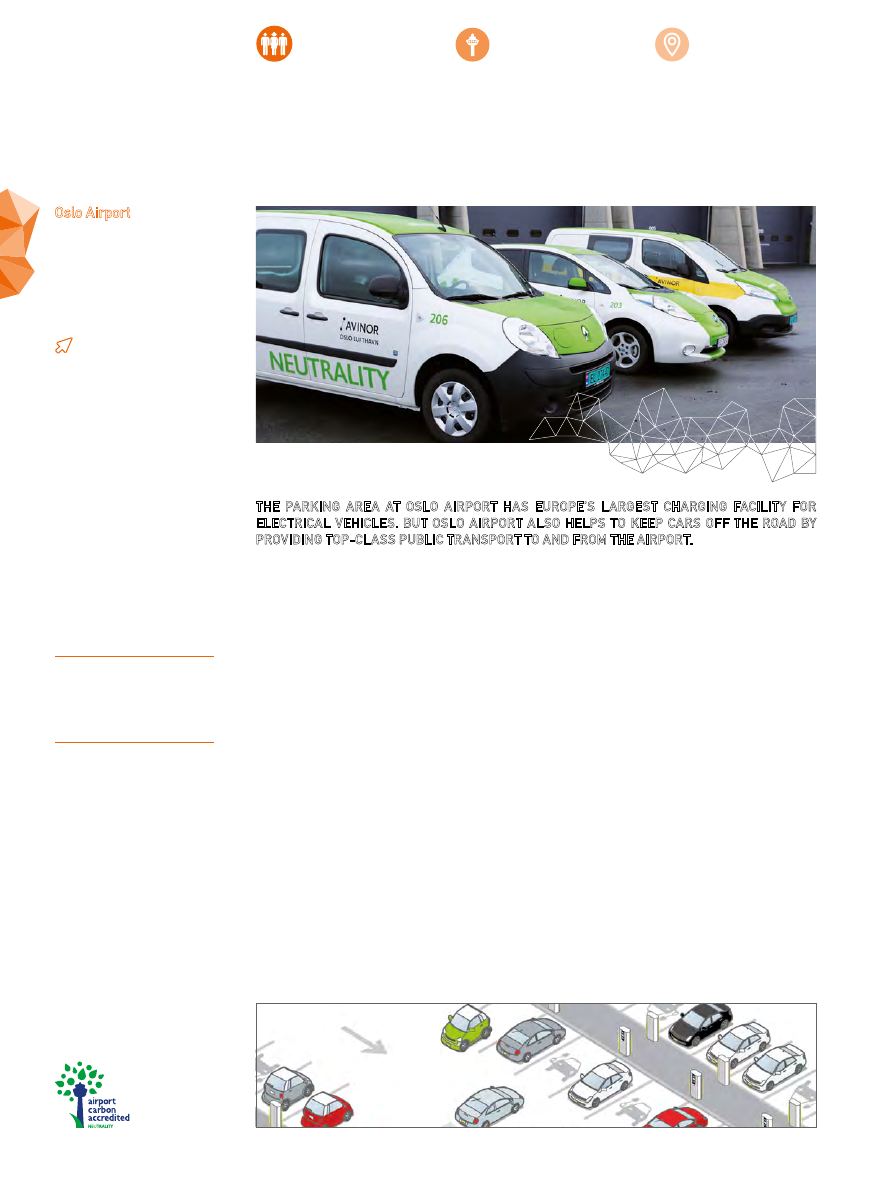 Oslo Airport
206
AVINOR
OSLO LUFTHAVN
NEUTRALITY
203
AVINOR
THE PARKING AREA AT OSLO AIRPORT HAS EUROPE'S LARGEST CHARGING FACILITY FOR
ELECTRICAL VEHICLES. BUT OSLO AIRPORT ALSO HELPS TO KEEP CARS OFF THE ROAD BY
PROVIDING TOP-CLASS PUBLIC TRANSPORT TO AND FROM THE AIRPORT.
airport
carbon
accredited
NEUTRALITY